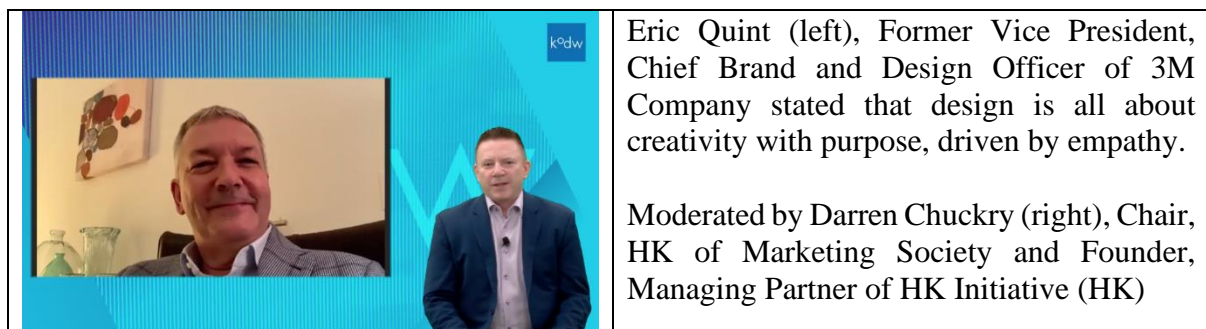 kodw
Eric Quint (left), Former Vice President,
Chief Brand and Design Officer of 3M
Company stated that design is all about
creativity with purpose, driven by empathy.
Moderated by Darren Chuckry (right), Chair,
HK of Marketing Society and Founder,
Managing Partner of HK Initiative (HK)